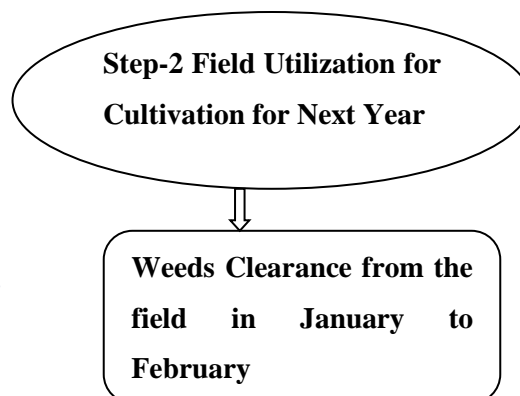 Step-2 Field Utilization for
Cultivation for Next Year
Weeds Clearance from the
field in January to
February